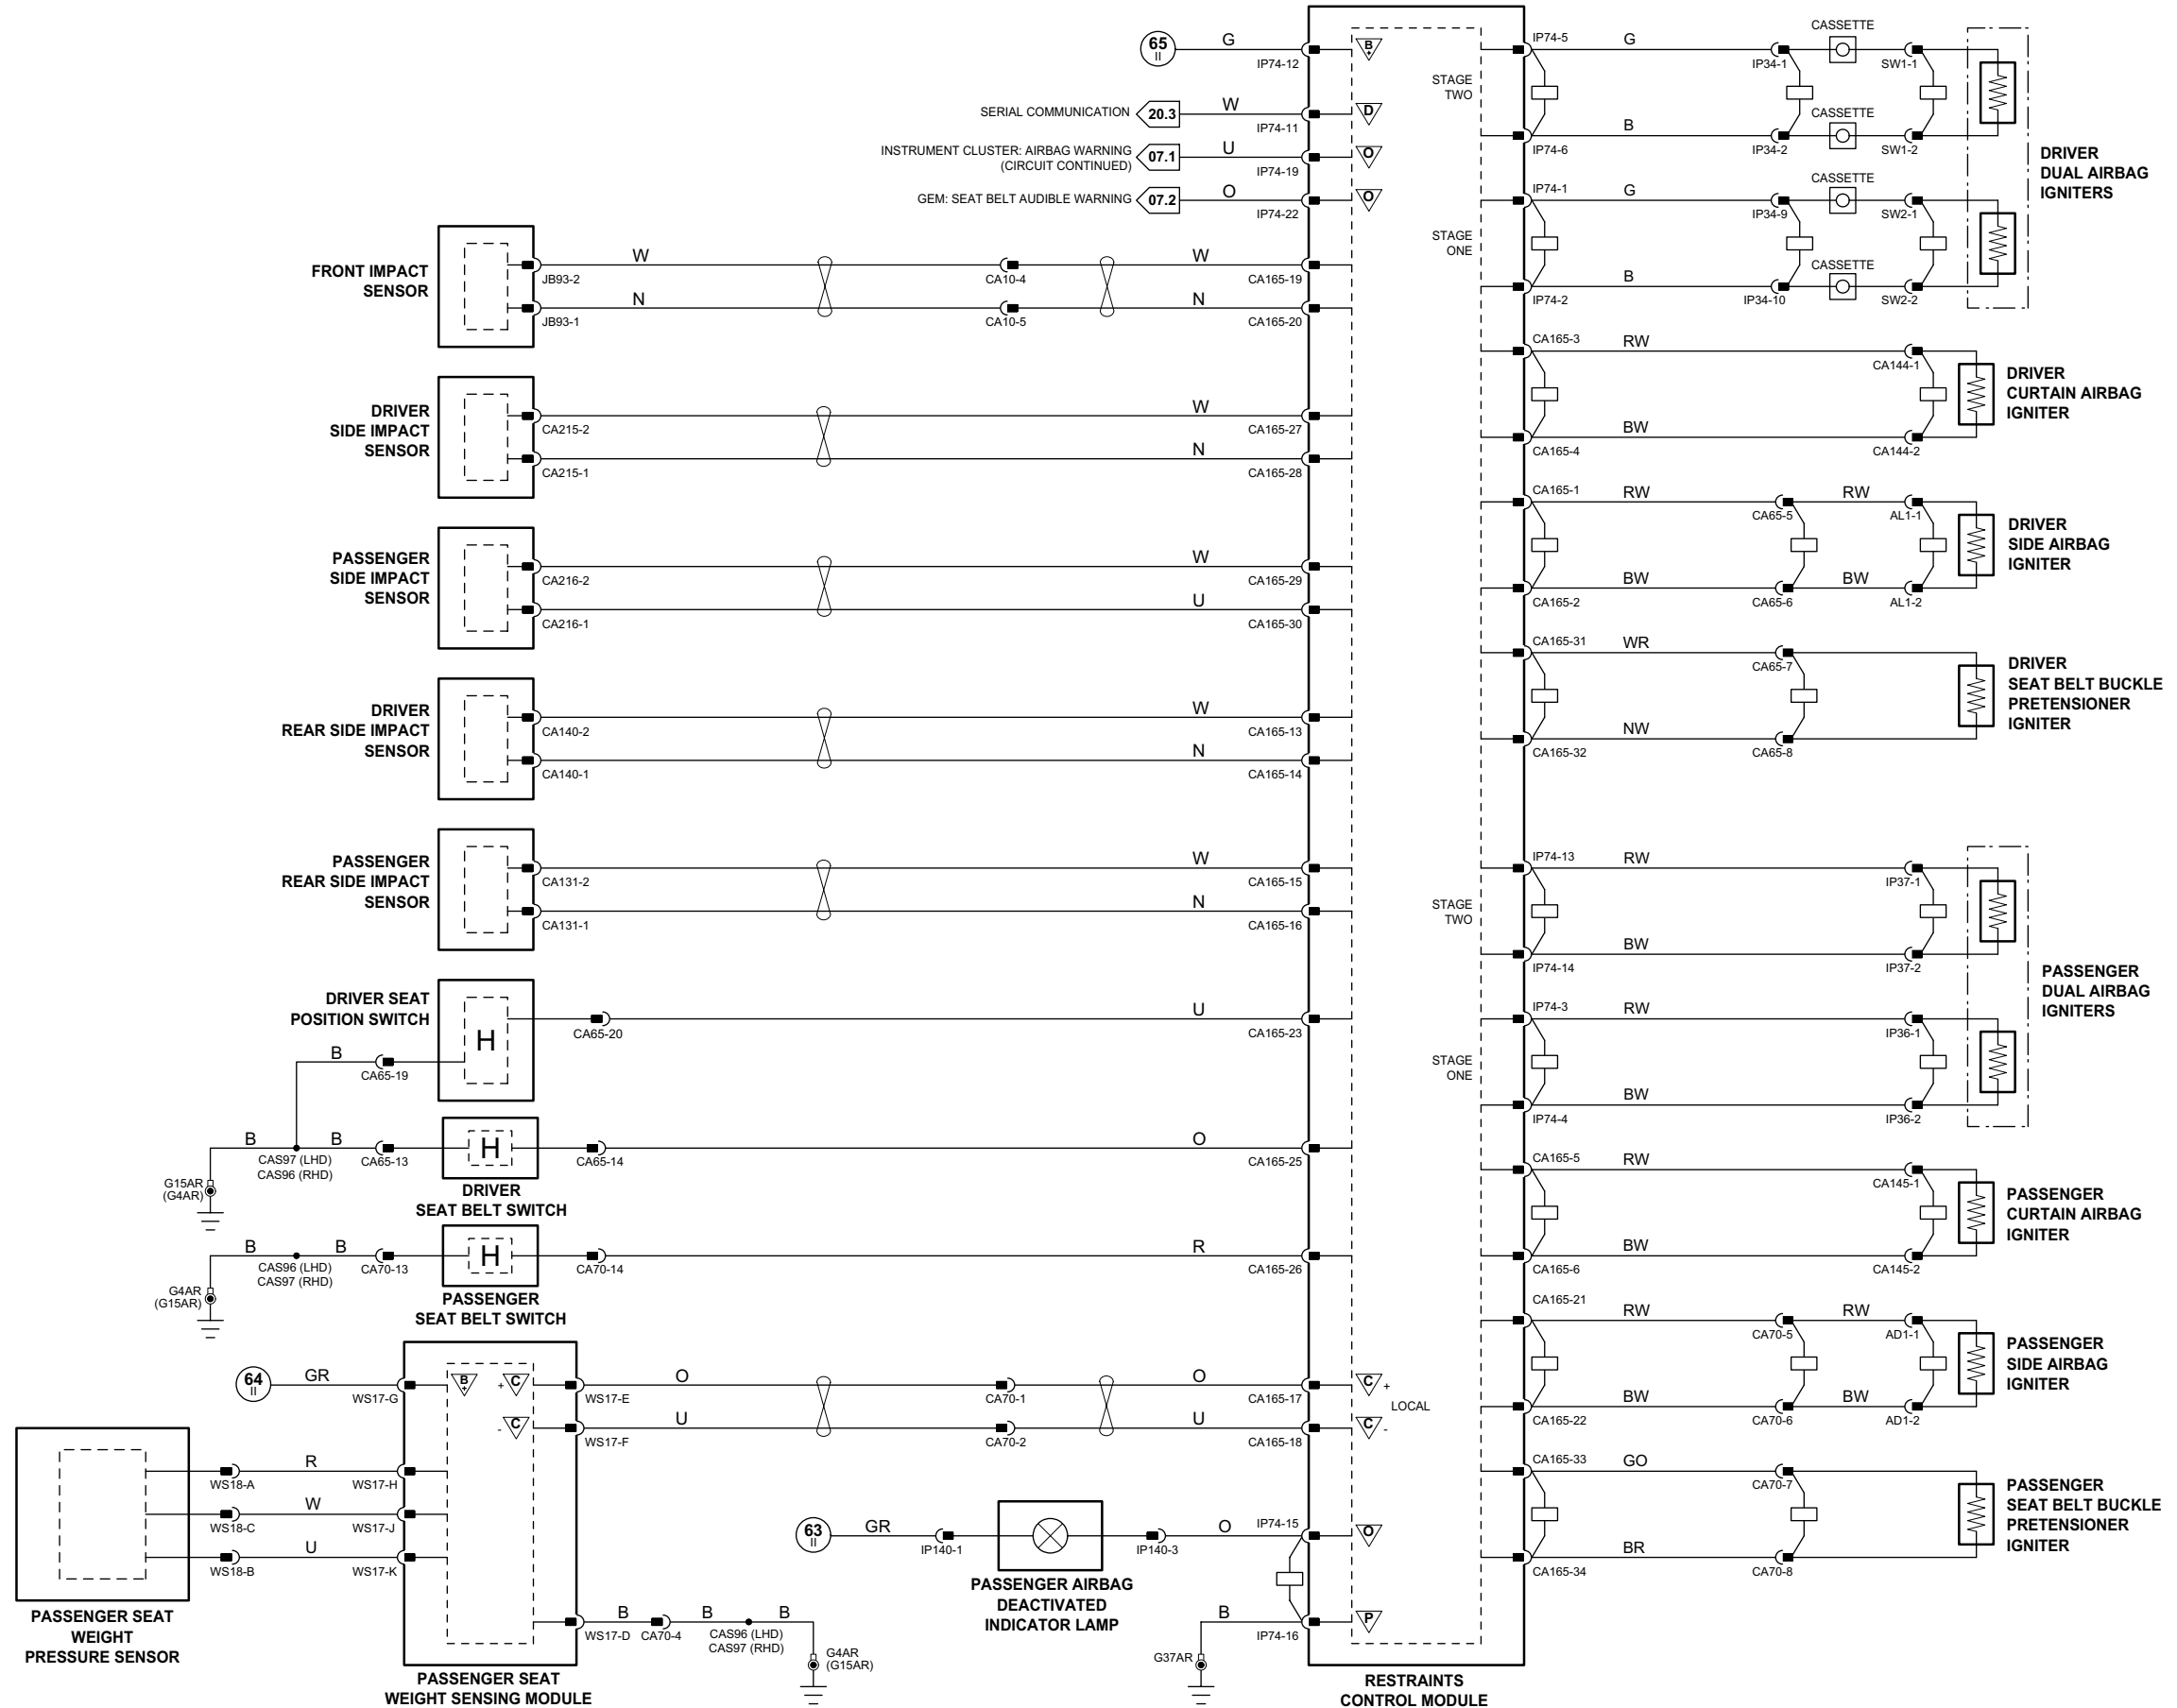 65
II
G
IP74-12
B
+
SERIAL COMMUNICATION
20.3
W
IP74-11
D
INSTRUMENT CLUSTER: AIRBAG WARNING
(CIRCUIT CONTINUED)
07.1
U
IP74-19
O
GEM: SEAT BELT AUDIBLE WARNING
07.2
O
IP74-22
O
FRONT IMPACT
SENSOR
JB93-2
W
CA10-4
W
CA165-19
JB93-1
N
CA10-5
N
CA165-20
DRIVER
SIDE IMPACT
SENSOR
CA215-2
W
CA165-27
CA215-1
N
CA165-28
PASSENGER
SIDE IMPACT
SENSOR
CA216-2
W
CA165-29
CA216-1
U
CA165-30
DRIVER
REAR SIDE IMPACT
SENSOR
CA140-2
W
CA165-13
CA140-1
N
CA165-14
PASSENGER
REAR SIDE IMPACT
SENSOR
CA131-2
W
CA165-15
CA131-1
N
CA165-16
DRIVER SEAT
POSITION SWITCH
H
CA65-20
U
CA165-23
B
CA65-19
B
B
CAS97 (LHD)
CAS96 (RHD)
CA65-13
G15AR
(G4AR)
H
CA65-14
O
CA165-25
DRIVER
SEAT BELT SWITCH
B
B
CAS96 (LHD)
CAS97 (RHD)
CA70-13
G4AR
(G15AR)
H
CA70-14
R
CA165-26
PASSENGER
SEAT BELT SWITCH
64
II
GR
WS17-G
B
+
+
C
WS17-E
O
CA70-1
O
CA165-17
C
+
LOCAL
-
C
WS17-F
U
CA70-2
U
CA165-18
C
-
WS18-A
R
WS17-H
WS18-C
W
WS17-J
WS18-B
U
WS17-K
PASSENGER SEAT
WEIGHT
PRESSURE SENSOR
WS17-D
B
CA70-4
B
CAS96 (LHD)
CAS97 (RHD)
B
G4AR
(G15AR)
PASSENGER SEAT
WEIGHT SENSING MODULE
63
II
GR
IP140-1
IP140-3
O
IP74-15
O
PASSENGER AIRBAG
DEACTIVATED
INDICATOR LAMP
B
IP74-16
P
G37AR
RESTRAINTS
CONTROL MODULE
STAGE
TWO
IP74-5
G
IP34-1
CASSETTE
SW1-1
IP74-6
B
IP34-2
CASSETTE
SW1-2
DRIVER
DUAL AIRBAG
IGNITERS
STAGE
ONE
IP74-1
G
IP34-9
CASSETTE
SW2-1
IP74-2
B
IP34-10
CASSETTE
SW2-2
CA165-3
RW
CA144-1
CA165-4
BW
CA144-2
DRIVER
CURTAIN AIRBAG
IGNITER
CA165-1
RW
CA65-5
RW
AL1-1
CA165-2
BW
CA65-6
BW
AL1-2
DRIVER
SIDE AIRBAG
IGNITER
CA165-31
WR
CA65-7
CA165-32
NW
CA65-8
DRIVER
SEAT BELT BUCKLE
PRETENSIONER
IGNITER
STAGE
TWO
IP74-13
RW
IP37-1
IP74-14
BW
IP37-2
PASSENGER
DUAL AIRBAG
IGNITERS
STAGE
ONE
IP74-3
RW
IP36-1
IP74-4
BW
IP36-2
CA165-5
RW
CA145-1
CA165-6
BW
CA145-2
PASSENGER
CURTAIN AIRBAG
IGNITER
CA165-21
RW
CA70-5
RW
AD1-1
CA165-22
BW
CA70-6
BW
AD1-2
PASSENGER
SIDE AIRBAG
IGNITER
CA165-33
GO
CA70-7
CA165-34
BR
CA70-8
PASSENGER
SEAT BELT BUCKLE
PRETENSIONER
IGNITER